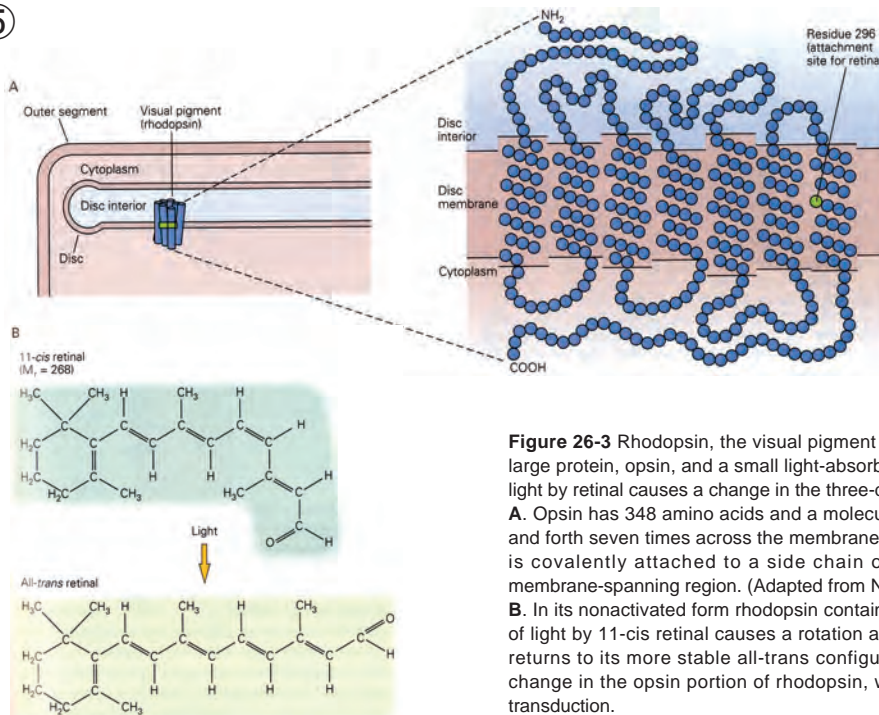 ⑤
A
Outer segment
Visual pigment
(rhodopsin)
Cytoplasm
Disc interior
Disc
NH2
Residue 296
(attachment
site for retina
Disc
interior
Disc
membrane
Cytoplasm
COOH
B
11-cis retinal
(Mr = 268)
H3C CH3 H CH3 H
C C C C C H
H2C C C C C C
H2C C H H C H
H2C CH3 H3C C
C
O H
Light
All-trans retinal
H3C CH3 H CH3 H CH3 O
C C C C C C
H2C C C C C C H
H2C C H H H H
H2C CH3
Figure 26-3 Rhodopsin, the visual pigment
large protein, opsin, and a small light-absorb
light by retinal causes a change in the three-
A. Opsin has 348 amino acids and a molecu
and forth seven times across the membrane
is covalently attached to a side chain o
membrane-spanning region. (Adapted from N
B. In its nonactivated form rhodopsin contain
of light by 11-cis retinal causes a rotation a
returns to its more stable all-trans configu
change in the opsin portion of rhodopsin, w
transduction.